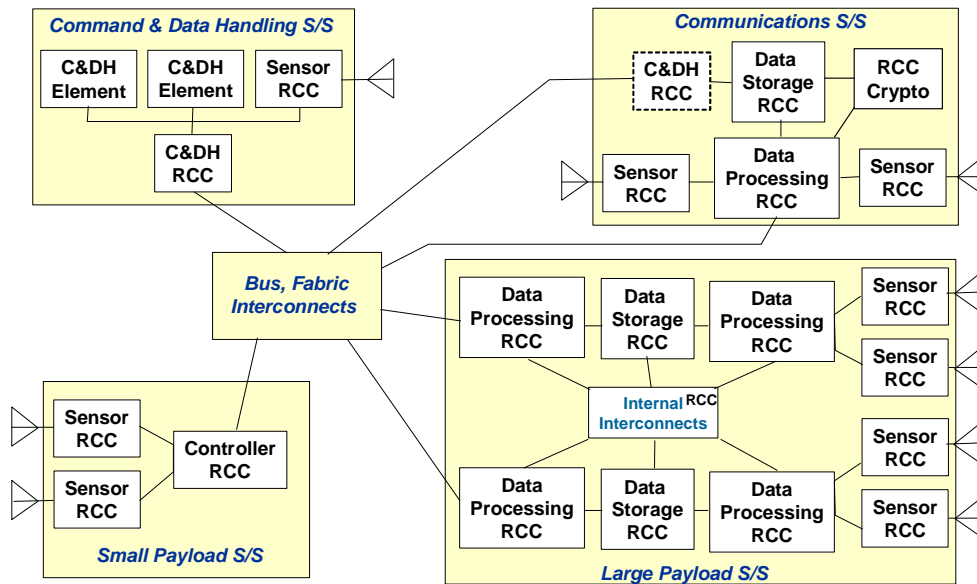 Command & Data Handling S/S
C&DH
Element
C&DH
Element
Sensor
RCC
C&DH
RCC
Communications S/S
C&DH
RCC
Data
Storage
RCC
RCC
Crypto
Sensor
RCC
Data
Processing
RCC
Sensor
RCC
Bus, Fabric
Interconnects
Small Payload S/S
Sensor
RCC
Sensor
RCC
Controller
RCC
Data
Processing
RCC
Data
Storage
RCC
Data
Processing
RCC
Sensor
RCC
Sensor
RCC
Internal RCC
Interconnects
Data
Processing
RCC
Data
Storage
RCC
Data
Processing
RCC
Sensor
RCC
Sensor
RCC
Large Payload S/S